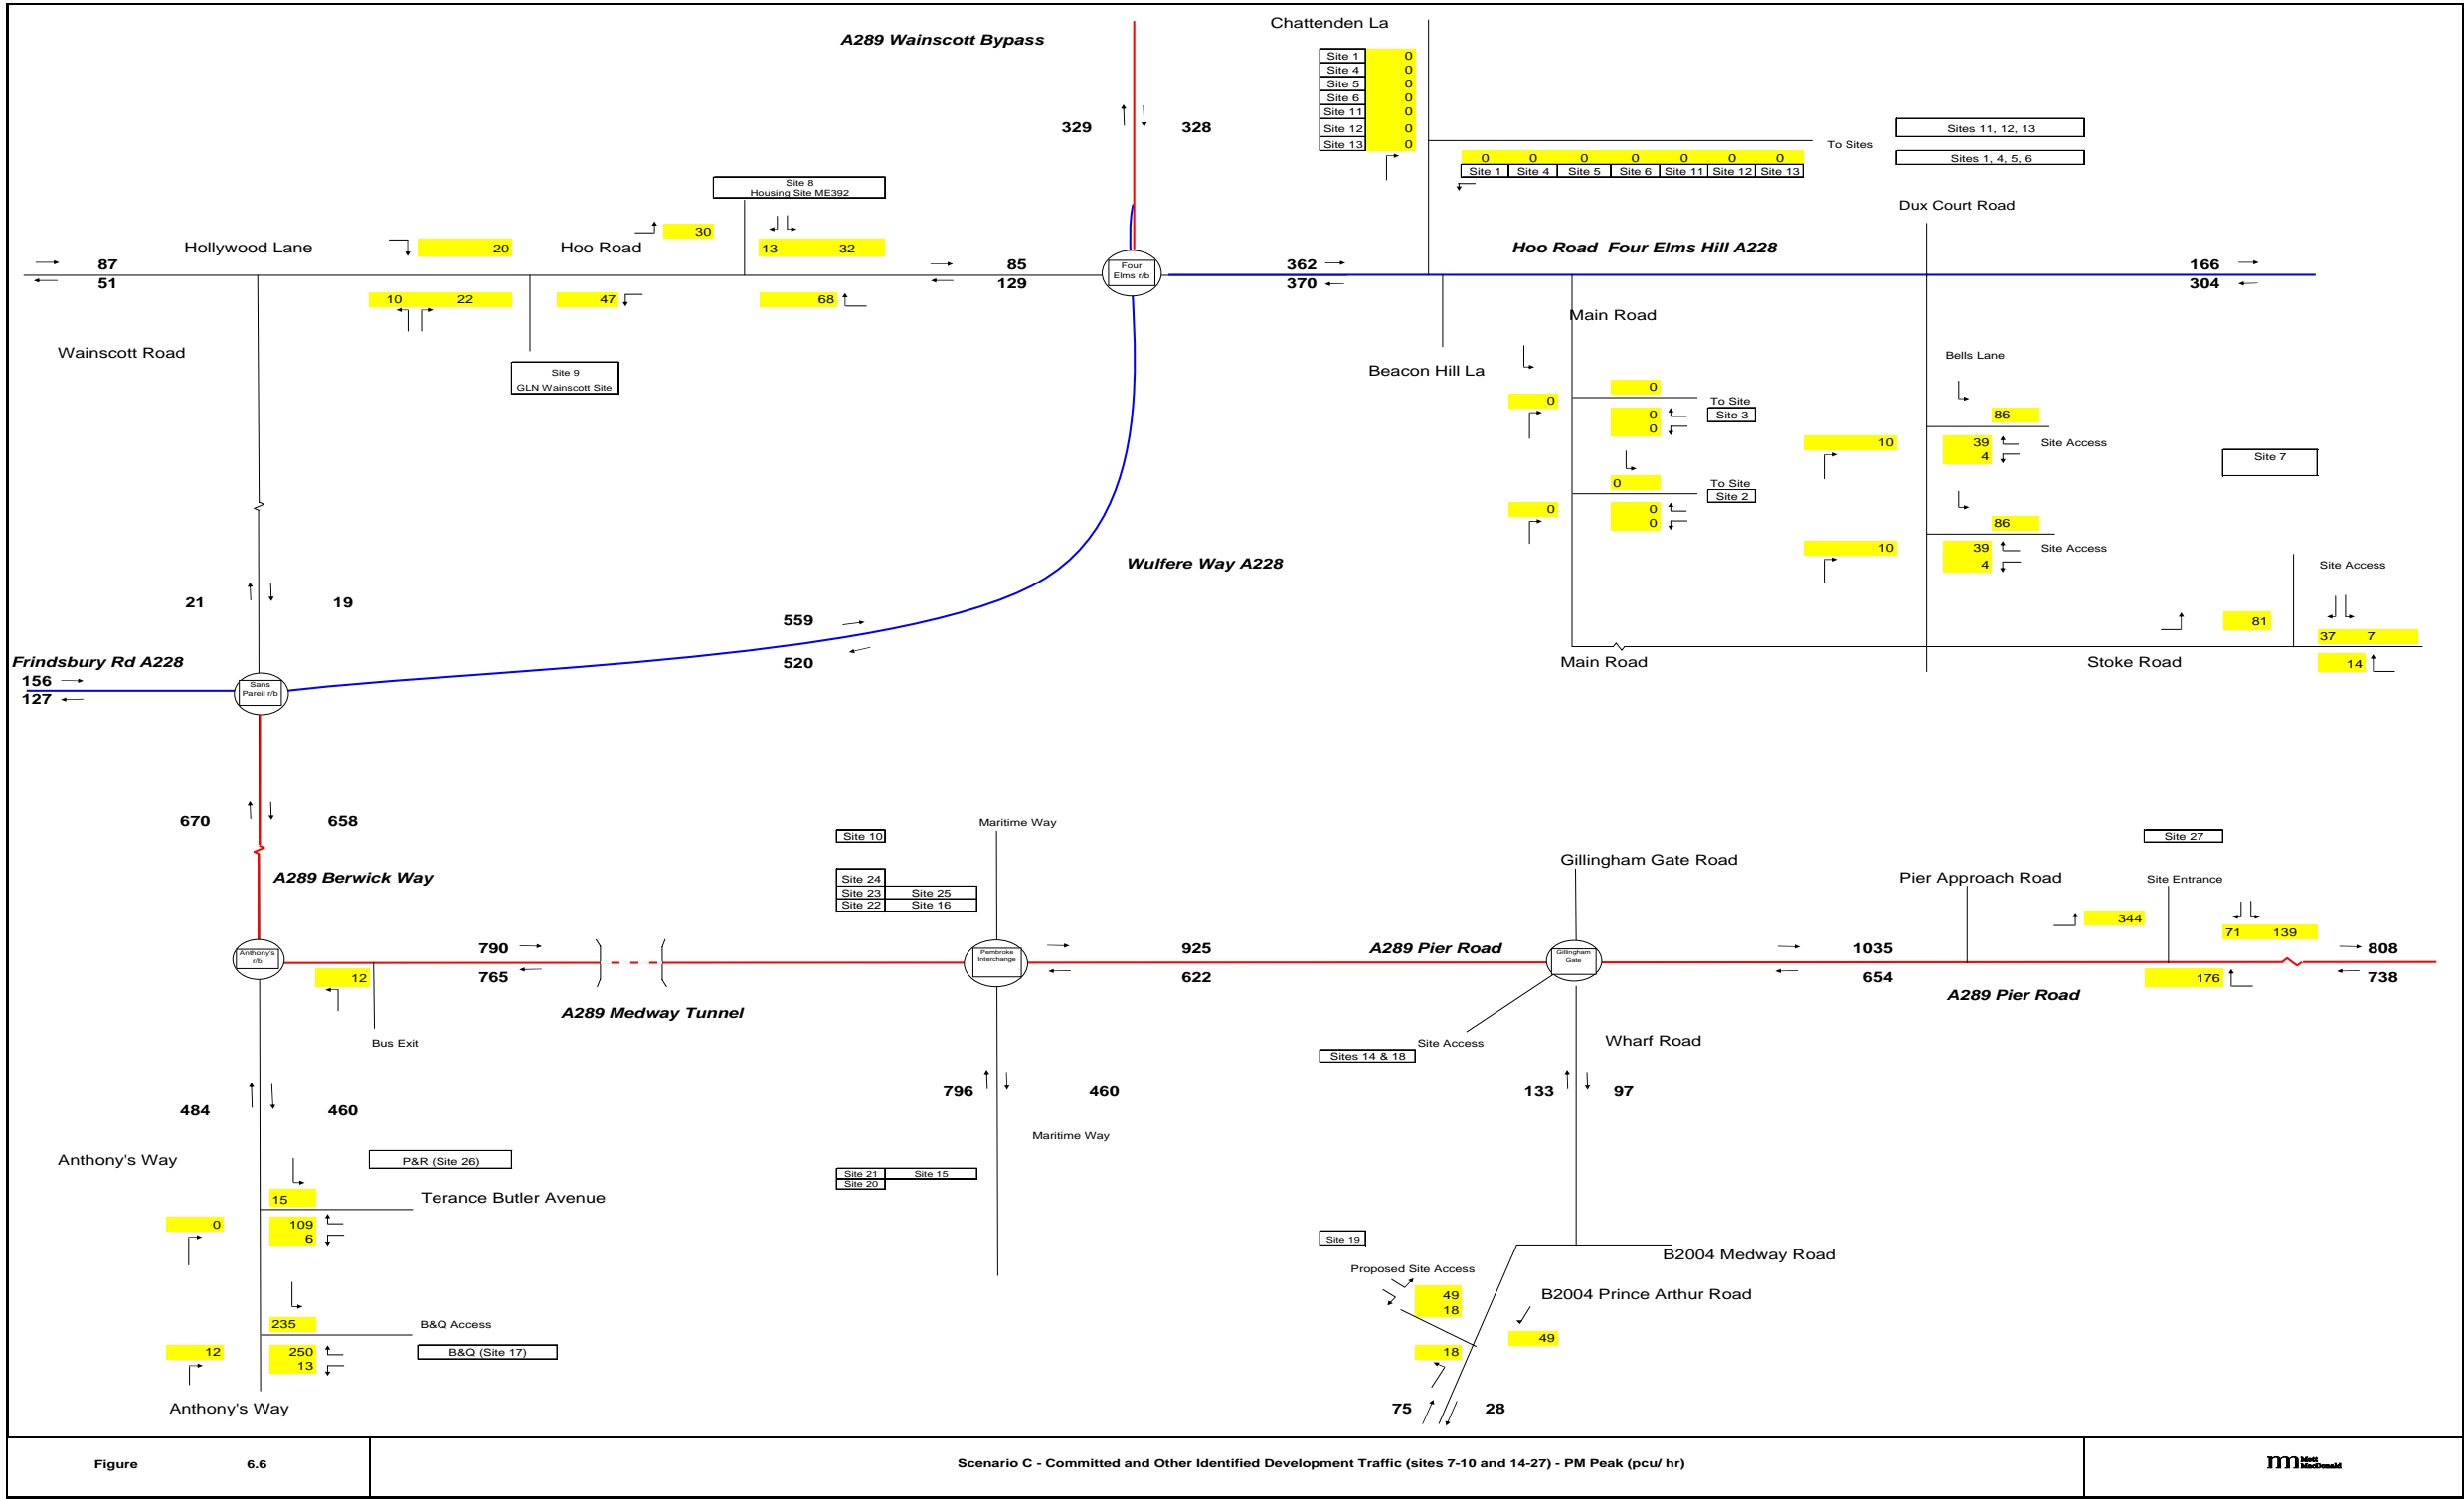 Chattenden La
A289 Wainscott Bypass
Site 1 0
Site 4 0
Site 5 0
Site 6 0
Site 11 0
Site 12 0
Site 13 0
329 328
To Sites
Sites 11, 12, 13
Sites 1, 4, 5, 6
0 0 0 0 0 0 0
Site 1 Site 4 Site 5 Site 6 Site 11 Site 12 Site 13
Site 8
Housing Site ME392
Dux Court Road
30
Hollywood Lane
20
Hoo Road
13 32
Hoo Road Four Elms Hill A228
87
51
85
129
Four
Elms r/b
362
370
166
304
10 22
47
68
Main Road
Wainscott Road
Site 9
GLN Wainscott Site
Beacon Hill La
Bells Lane
0
0
To Site
Site 3
0
0
86
10
39
4
Site Access
Site 7
0
To Site
Site 2
0
0
0
86
10
39
4
Site Access
Wulfere Way A228
Site Access
21 19
559
520
81
37 7
14
Main Road
Stoke Road
Frindsbury Rd A228
156
127
Sans
Pareil r/b
670 658
A289 Berwick Way
Site 10
Maritime Way
Site 24
Site 23 Site 25
Site 22 Site 16
Gillingham Gate Road
Pier Approach Road
Site 27
Site Entrance
344
71 139
Anthony's
r/b
790
765
12
A289 Medway Tunnel
Bus Exit
Pembroke
Interchange
925
622
A289 Pier Road
Gillingham
Gate
1035
654
A289 Pier Road
176
808
738
Site Access
Sites 14 & 18
Wharf Road
484 460
796 460
133 97
Maritime Way
Anthony's Way
P&R (Site 26)
Site 21 Site 15
Site 20
15
Terance Butler Avenue
0
109
6
Site 19
B2004 Medway Road
Proposed Site Access
49
18
B2004 Prince Arthur Road
235
B&Q Access
49
12
250
13
B&Q (Site 17)
18
Anthony's Way
75 28
Figure 6.6
Scenario C - Committed and Other Identified Development Traffic (sites 7-10 and 14-27) - PM Peak (pcu/ hr)
Mott
MacDonald